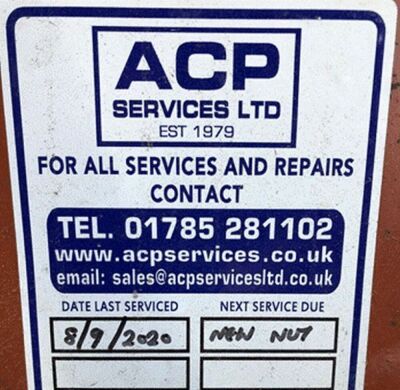 ACP
SERVICES LTD
EST 1979
FOR ALL SERVICES AND REPAIRS
CONTACT
TEL. 01785 281102
www.acpservices.co.uk
email: sales@acpservicesltd.co.uk
DATE LAST SERVICED NEXT SERVICE DUE
8/9/2020 NEW NUT